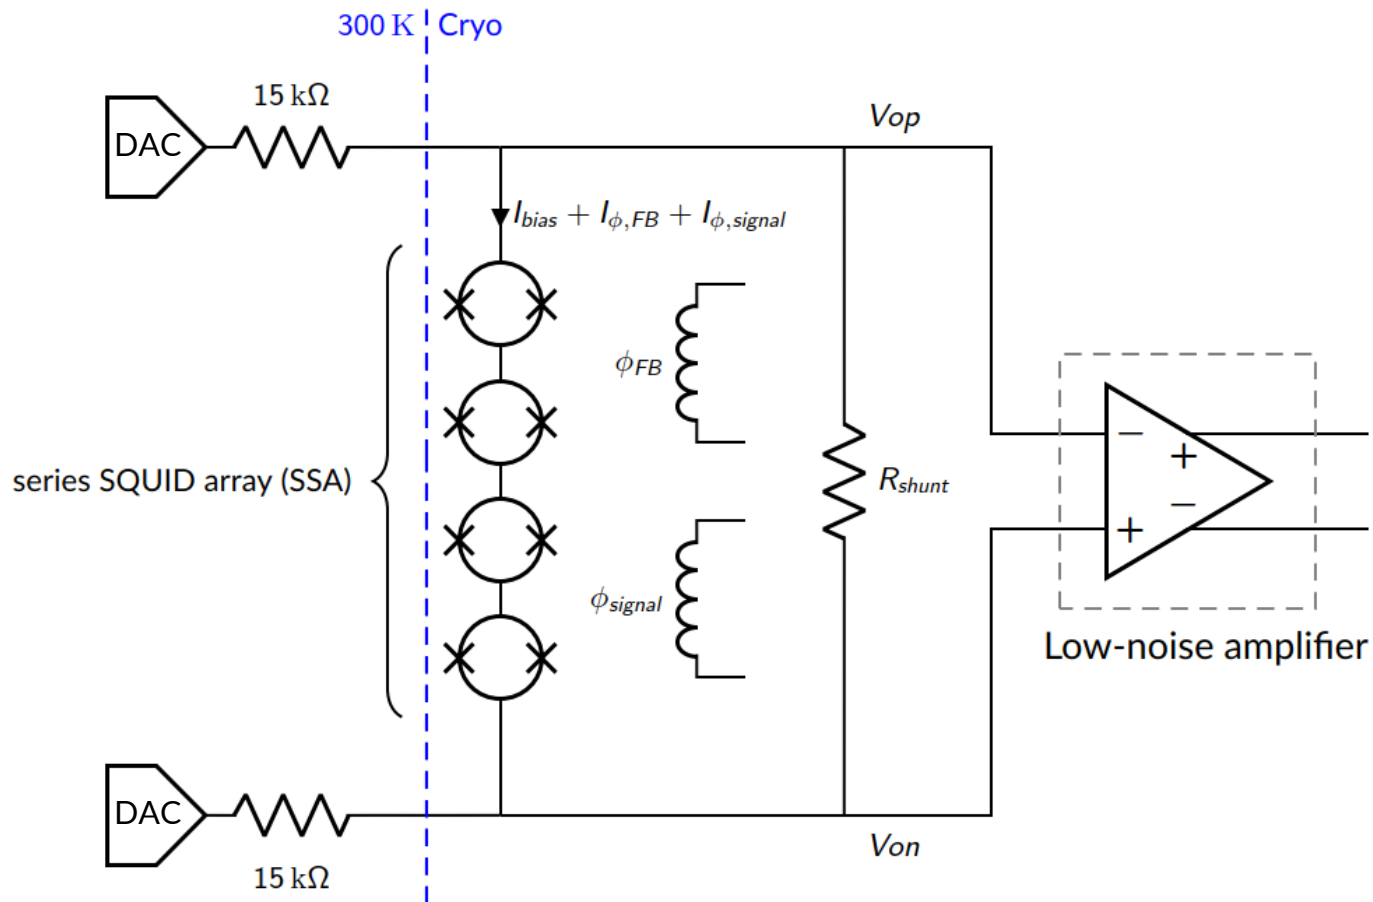 300 K Cryo
15 kΩ
DAC
Vop
I_bias + I_ϕ,FB + I_ϕ,signal
ϕ_FB
− 
+
series SQUID array (SSA)
R_shunt
−
+
ϕ_signal
Low-noise amplifier
DAC
Von
15 kΩ